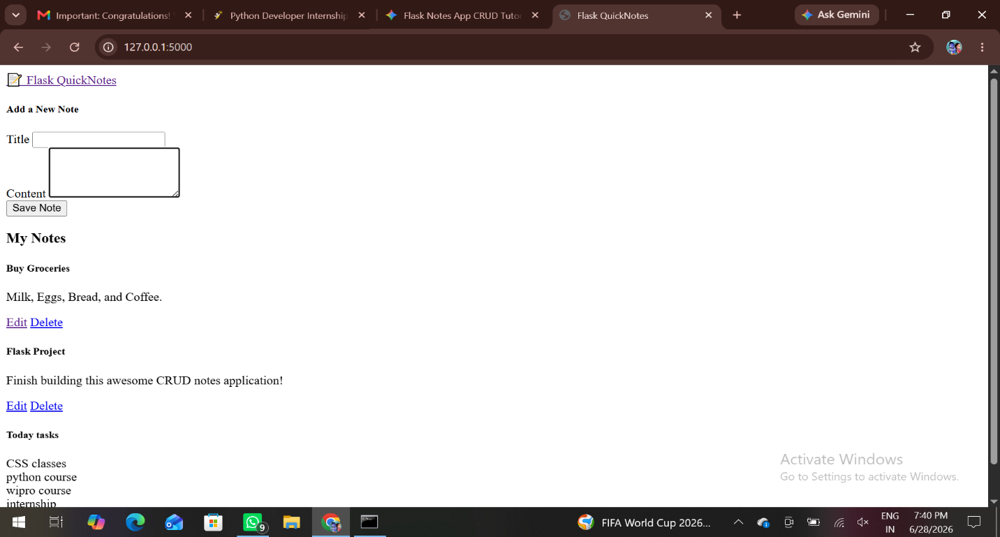 Important: Congratulations!
Python Developer Internship
Flask Notes App CRUD Tutor
Flask QuickNotes
Ask Gemini
127.0.0.1:5000
Flask QuickNotes
Add a New Note
Title
Content
Save Note
My Notes
Buy Groceries
Milk, Eggs, Bread, and Coffee.
Edit Delete
Flask Project
Finish building this awesome CRUD notes application!
Edit Delete
Today tasks
CSS classes
python course
wipro course
internship
Activate Windows
Go to Settings to activate Windows.
9
FIFA World Cup 2026...
ENG
IN
7:40 PM
6/28/2026